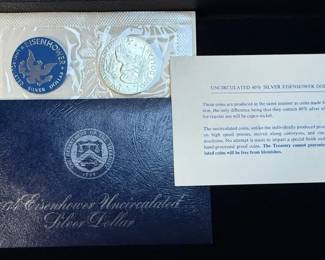 EISENHOWER
SILVER DOLLAR
UNCIRCULATED 40% SILVER EISENHOWER DOL
These coins are produced in the same manner as coins made
tion, the only difference being that they contain 40% silver wh
for regular use will be cupro-nickel.
The uncirculated coins, unlike the individually produced proo
on high speed presses, moved along conveyors, and cou
machines. No attempt is made to impart a special finish
hand-processed proof coins. The Treasury cannot guarante
lated coins will be free from blemishes.
1789
Eisenhower Uncirculated
Silver Dollar